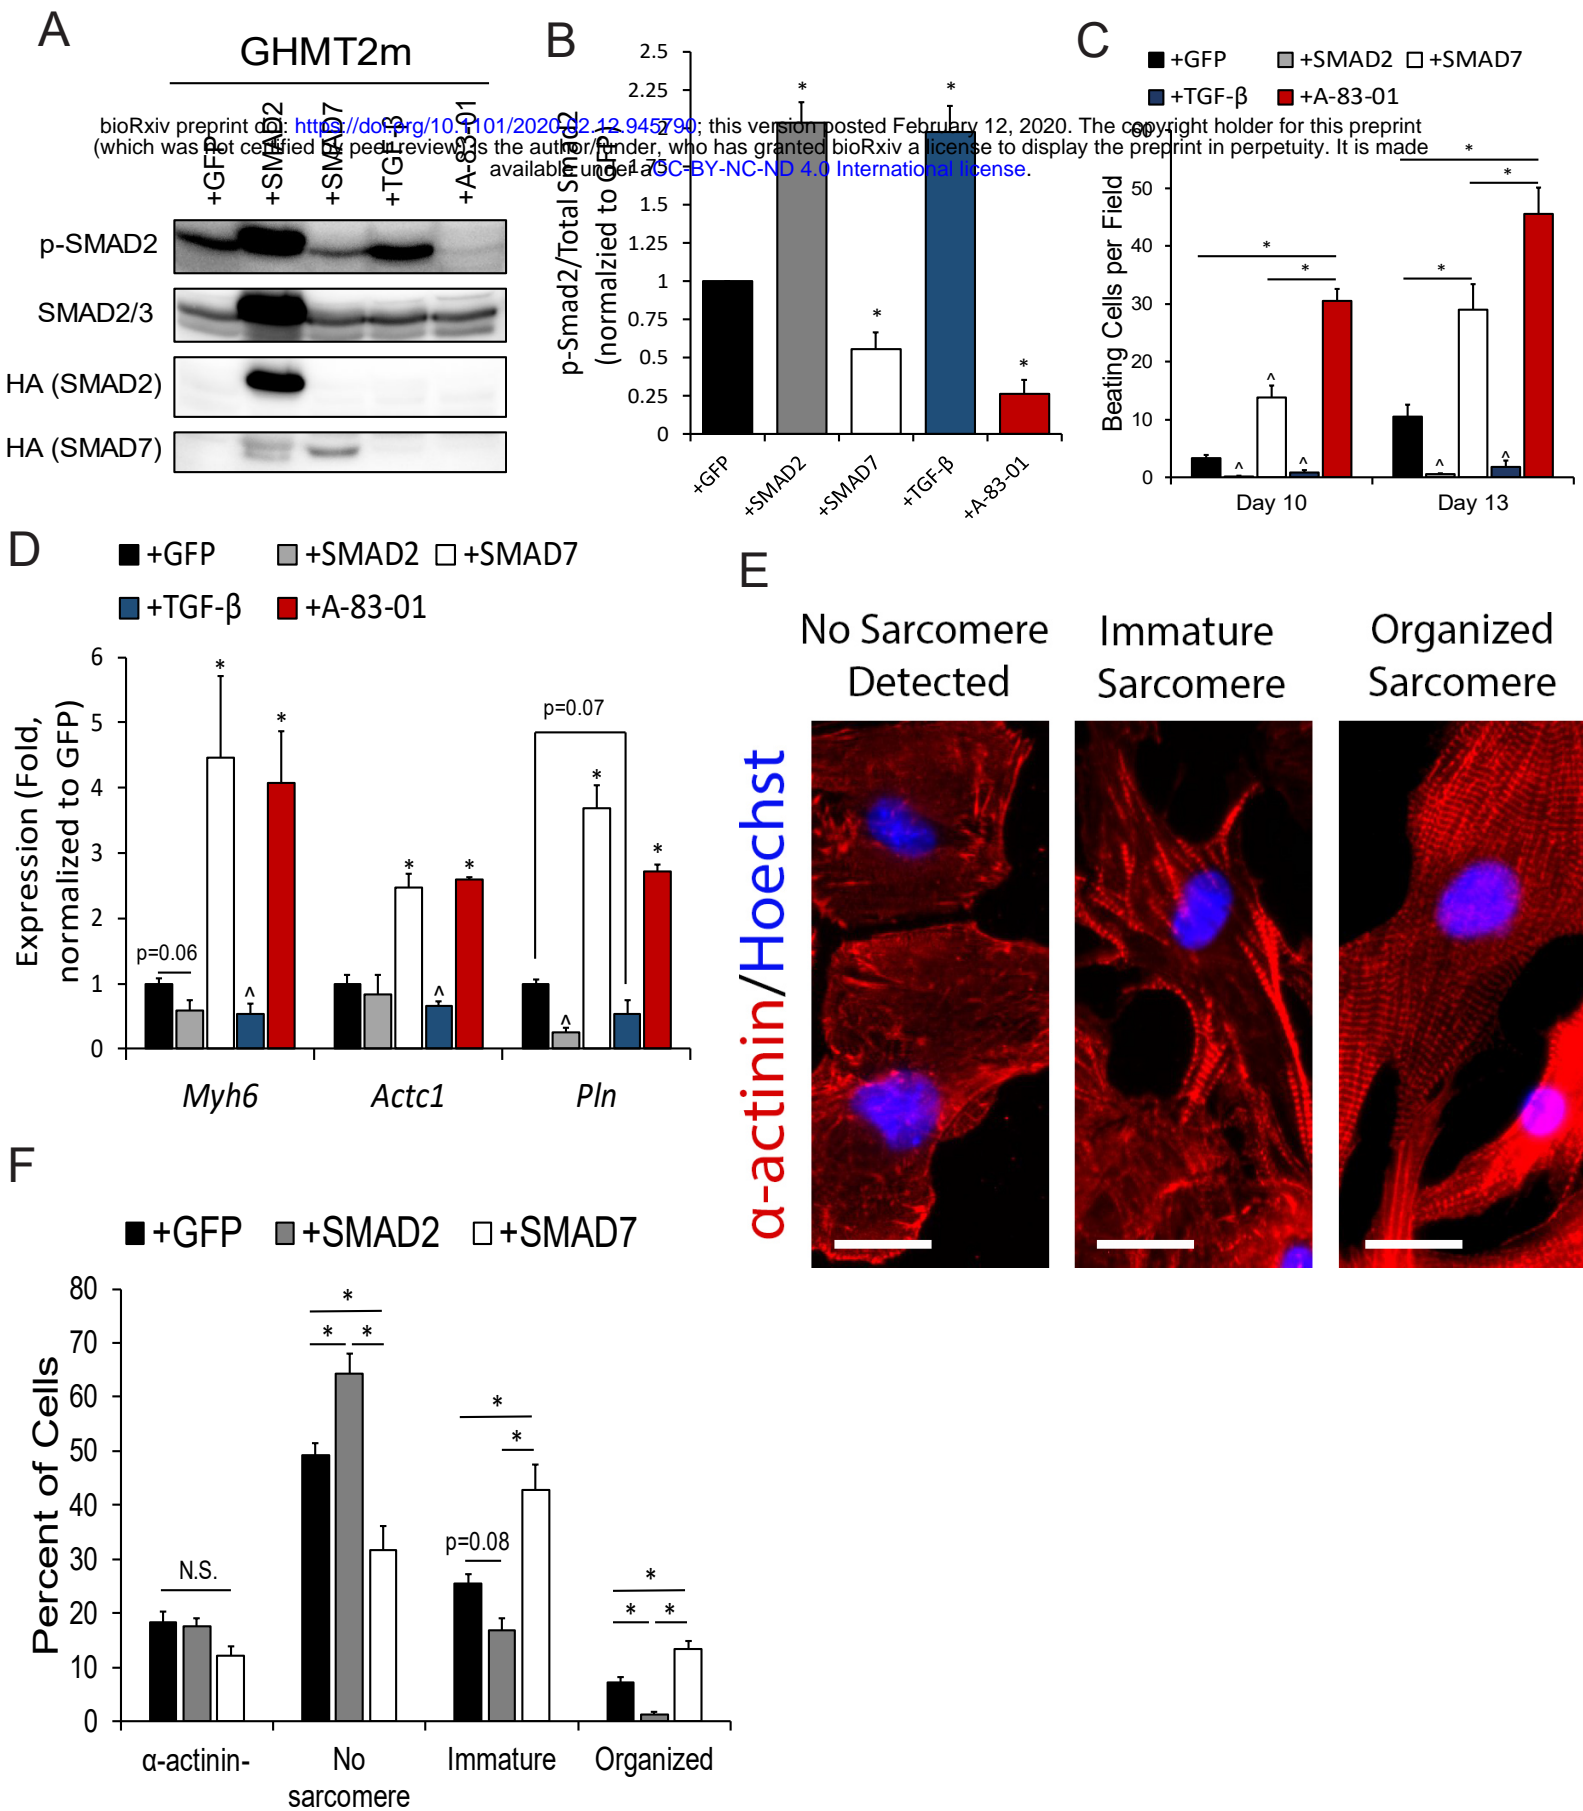 A
GHMT2m
+GFP
+SMAD2
+SMAD7
+TGF-β
+A-83-01
p-SMAD2
SMAD2/3
HA (SMAD2)
HA (SMAD7)
bioRxiv preprint doi: https://doi.org/10.1101/2020.02.12.945790; this version posted February 12, 2020. The copyright holder for this preprint
(which was not certified by peer review) is the author/funder, who has granted bioRxiv a license to display the preprint in perpetuity. It is made
available under aCC-BY-NC-ND 4.0 International license.
B
p-Smad2/Total Smad2
(normalzied to GFP)
2.5
2.25
2
1.75
1.5
1.25
1
0.75
0.5
0.25
0
* * * * *
+GFP
+SMAD2
+SMAD7
+TGF-β
+A-83-01
C
+GFP +SMAD2 +SMAD7
+TGF-β +A-83-01
Beating Cells per Field
60
50
40
30
20
10
0
* * * * *
^ ^ ^ ^ ^
Day 10 Day 13
D
+GFP +SMAD2 +SMAD7
+TGF-β +A-83-01
Expression (Fold,
normalized to GFP)
6
5
4
3
2
1
0
p=0.06
* *
^
* *
^
p=0.07
* *
^
Myh6 Actc1 Pln
E
No Sarcomere
Detected
Immature
Sarcomere
Organized
Sarcomere
α-actinin/Hoechst
F
+GFP +SMAD2 +SMAD7
Percent of Cells
80
70
60
50
40
30
20
10
0
N.S.
*
* *
*
*
p=0.08
*
* *
α-actinin-
No
sarcomere
Immature
Organized